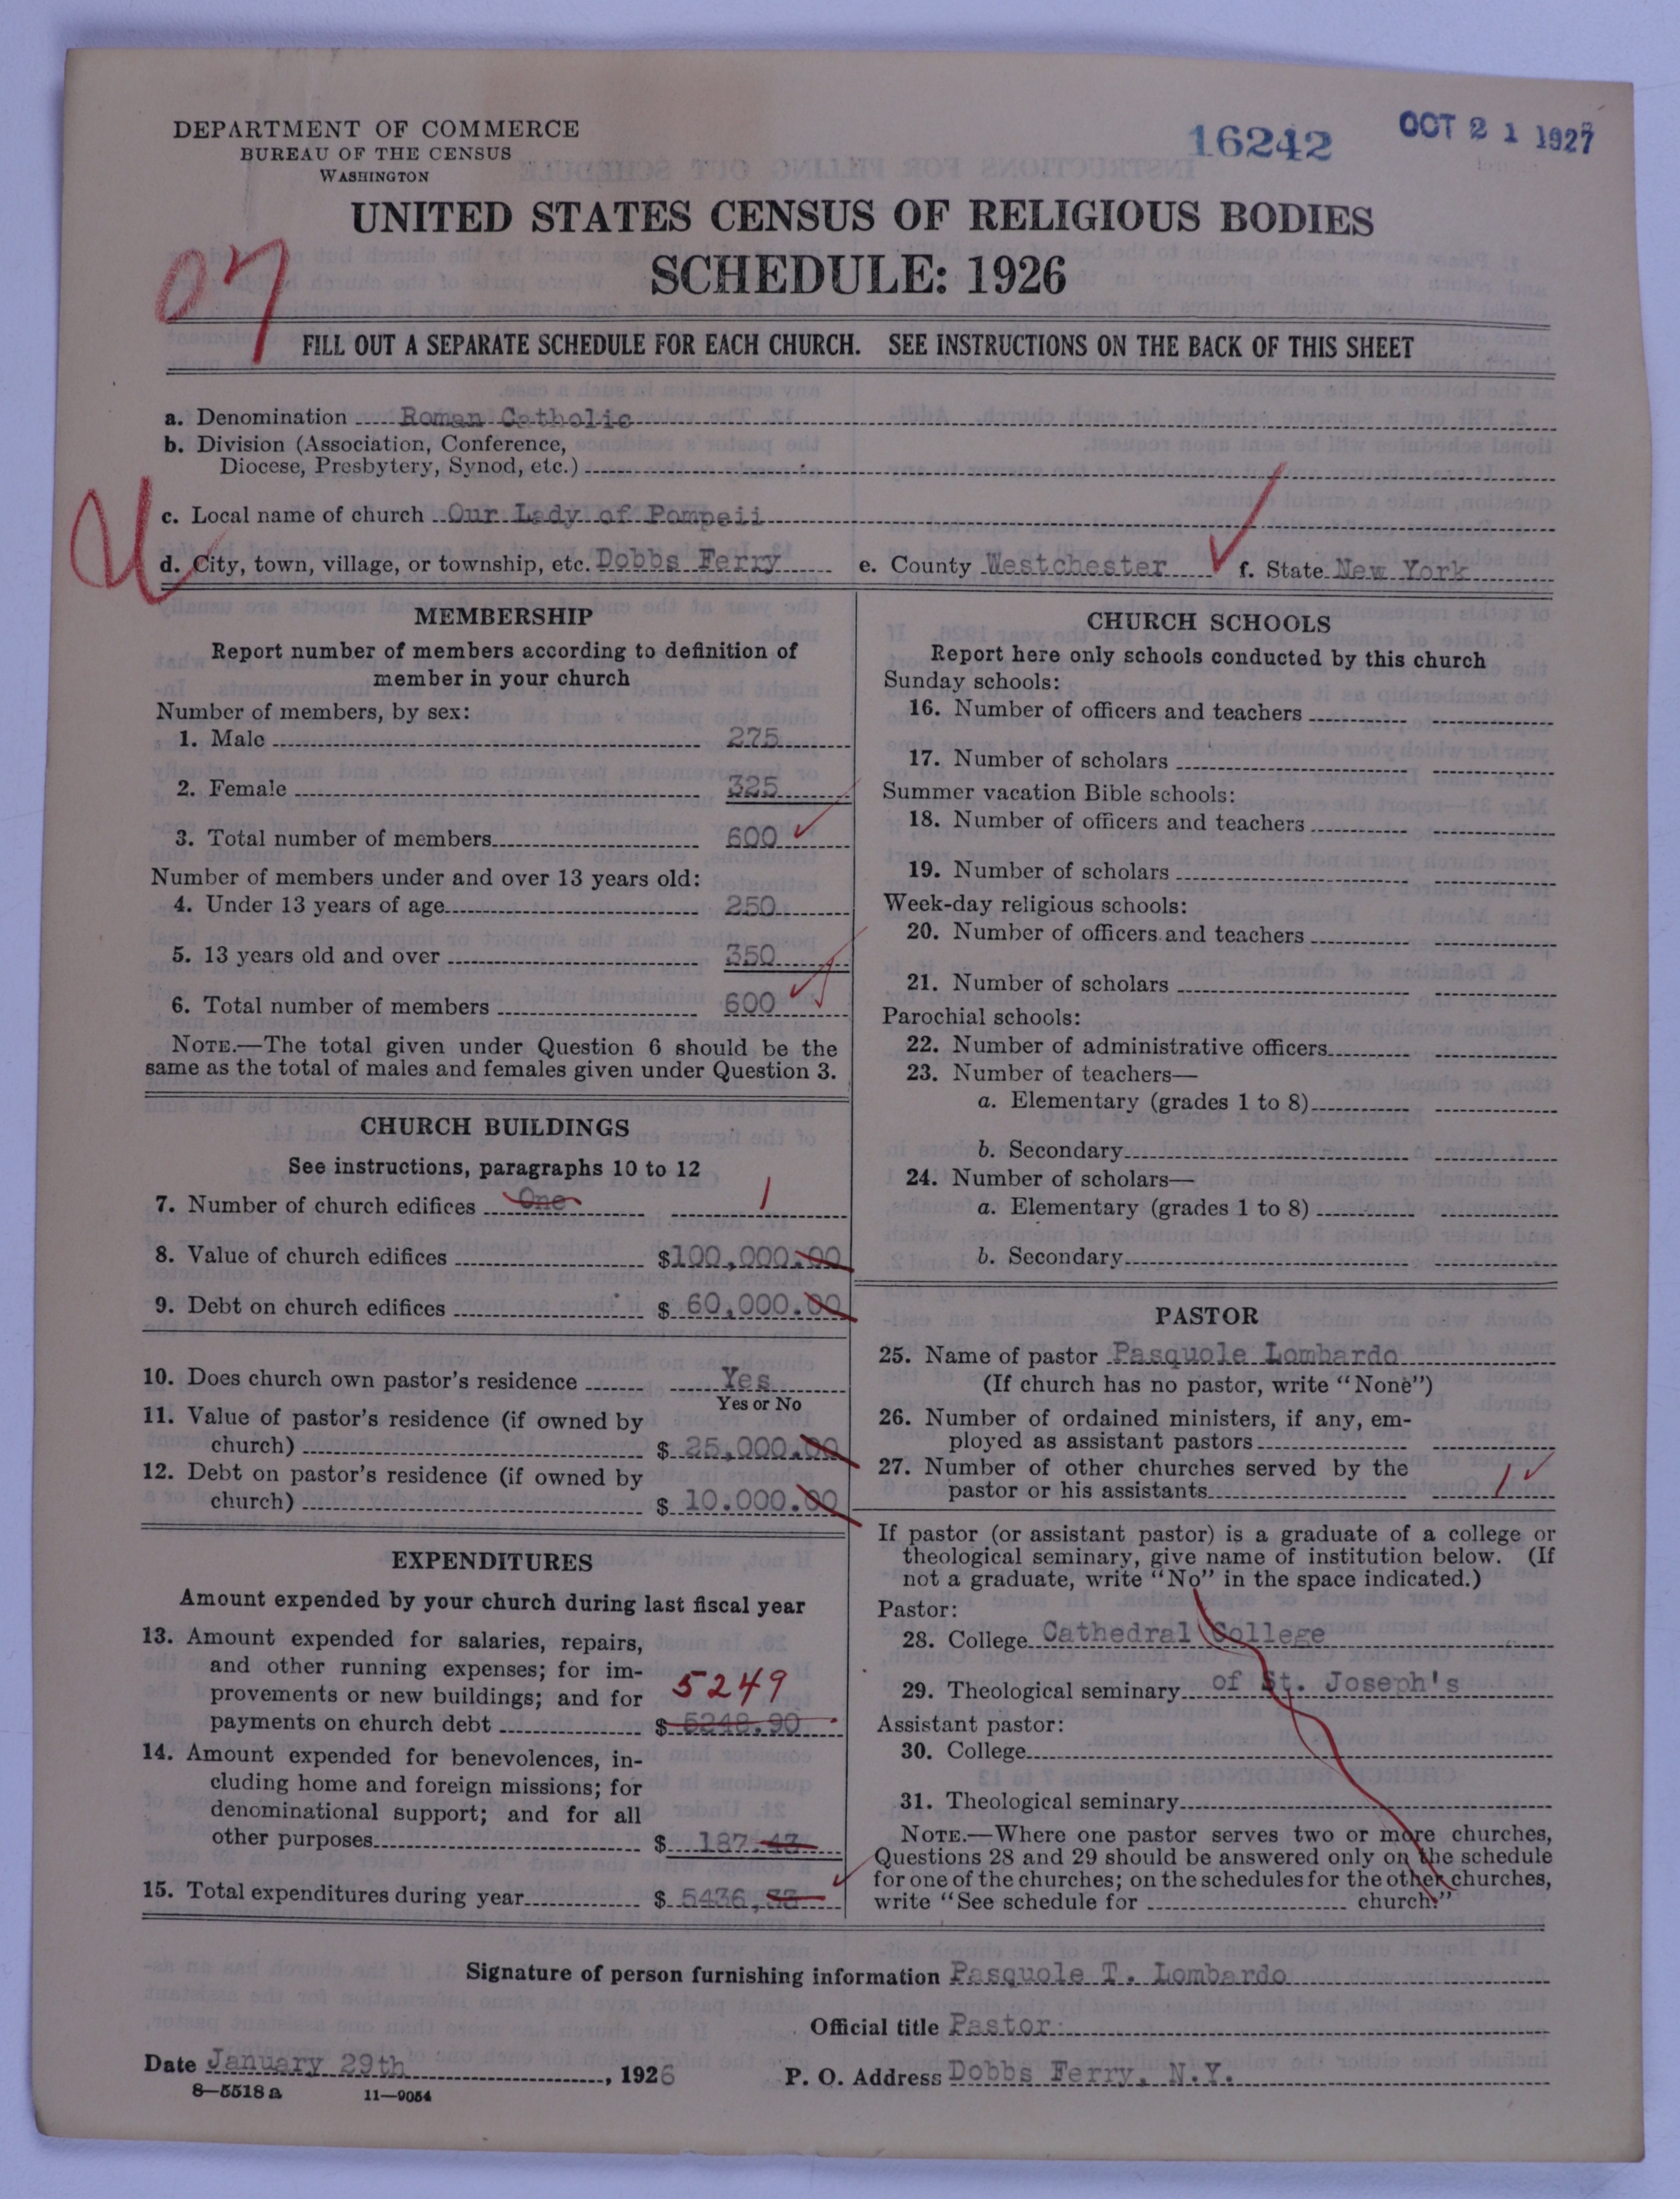 DEPARTMENT OF COMMERCE
BUREAU OF THE CENSUS
WASHINGTON
16242
OCT 21 1927
UNITED STATES CENSUS OF RELIGIOUS BODIES
SCHEDULE: 1926
07
FILL OUT A SEPARATE SCHEDULE FOR EACH CHURCH. SEE INSTRUCTIONS ON THE BACK OF THIS SHEET
a. Denomination Roman Catholic
b. Division (Association, Conference,
Diocese, Presbytery, Synod, etc.)
c. Local name of church Our Lady of Pompeii
d. City, town, village, or township, etc. Dobbs Ferry e. County Westchester f. State New York
MEMBERSHIP
Report number of members according to definition of
member in your church
Number of members, by sex:
1. Male 275
2. Female 325
3. Total number of members 600
Number of members under and over 13 years old:
4. Under 13 years of age 250
5. 13 years old and over 350
6. Total number of members 600
NOTE.—The total given under Question 6 should be the
same as the total of males and females given under Question 3.
CHURCH BUILDINGS
See instructions, paragraphs 10 to 12
7. Number of church edifices One 1
8. Value of church edifices $100,000.00
9. Debt on church edifices $ 60,000.00
10. Does church own pastor's residence Yes
Yes or No
11. Value of pastor's residence (if owned by
church) $ 25,000.00
12. Debt on pastor's residence (if owned by
church) $ 10.000.00
EXPENDITURES
Amount expended by your church during last fiscal year
13. Amount expended for salaries, repairs,
and other running expenses; for im-
provements or new buildings; and for 5249
payments on church debt $ 5248.90
14. Amount expended for benevolences, in-
cluding home and foreign missions; for
denominational support; and for all
other purposes $ 187.43
15. Total expenditures during year $ 5436,33
CHURCH SCHOOLS
Report here only schools conducted by this church
Sunday schools:
16. Number of officers and teachers
17. Number of scholars
Summer vacation Bible schools:
18. Number of officers and teachers
19. Number of scholars
Week-day religious schools:
20. Number of officers and teachers
21. Number of scholars
Parochial schools:
22. Number of administrative officers
23. Number of teachers—
a. Elementary (grades 1 to 8)
b. Secondary
24. Number of scholars—
a. Elementary (grades 1 to 8)
b. Secondary
PASTOR
25. Name of pastor Pasquole Lombardo
(If church has no pastor, write "None")
26. Number of ordained ministers, if any, em-
ployed as assistant pastors
27. Number of other churches served by the
pastor or his assistants 1
If pastor (or assistant pastor) is a graduate of a college or
theological seminary, give name of institution below. (If
not a graduate, write "No" in the space indicated.)
Pastor:
28. College Cathedral College
29. Theological seminary of St. Joseph's
Assistant pastor:
30. College
31. Theological seminary
NOTE.—Where one pastor serves two or more churches,
Questions 28 and 29 should be answered only on the schedule
for one of the churches; on the schedules for the other churches,
write "See schedule for church."
Signature of person furnishing information Pasquole T. Lombardo
Official title Pastor
Date January 29th, 1926 P. O. Address Dobbs Ferry, N.Y.
8—5518 a 11—9054